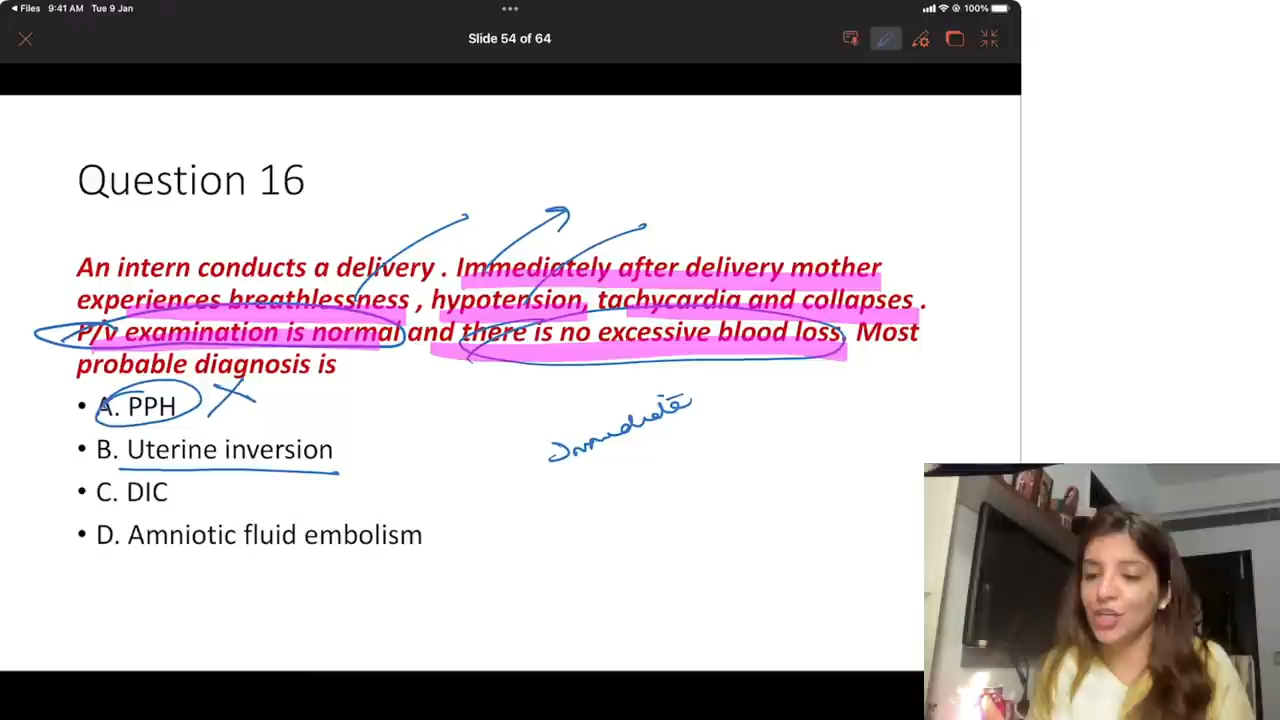 Files 9:41 AM Tue 9 Jan
100%
Slide 54 of 64
Question 16
An intern conducts a delivery . Immediately after delivery mother
experiences breathlessness , hypotension, tachycardia and collapses .
P/v examination is normal and there is no excessive blood loss. Most
probable diagnosis is
• A. PPH
• B. Uterine inversion
• C. DIC
• D. Amniotic fluid embolism
Immediate